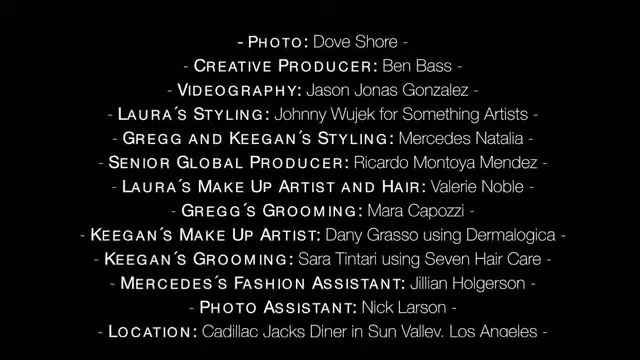 - PHOTO: Dove Shore -
- CREATIVE PRODUCER: Ben Bass -
- VIDEOGRAPHY: Jason Jonas Gonzalez -
- LAURA´S STYLING: Johnny Wujek for Something Artists -
- GREGG AND KEEGAN´S STYLING: Mercedes Natalia -
- SENIOR GLOBAL PRODUCER: Ricardo Montoya Mendez -
- LAURA´S MAKE UP ARTIST AND HAIR: Valerie Noble -
- GREGG´S GROOMING: Mara Capozzi -
- KEEGAN´S MAKE UP ARTIST: Dany Grasso using Dermalogica -
- KEEGAN´S GROOMING: Sara Tintari using Seven Hair Care -
- MERCEDES´S FASHION ASSISTANT: Jillian Holgerson -
- PHOTO ASSISTANT: Nick Larson -
- LOCATION: Cadillac Jacks Diner in Sun Valley, Los Angeles -